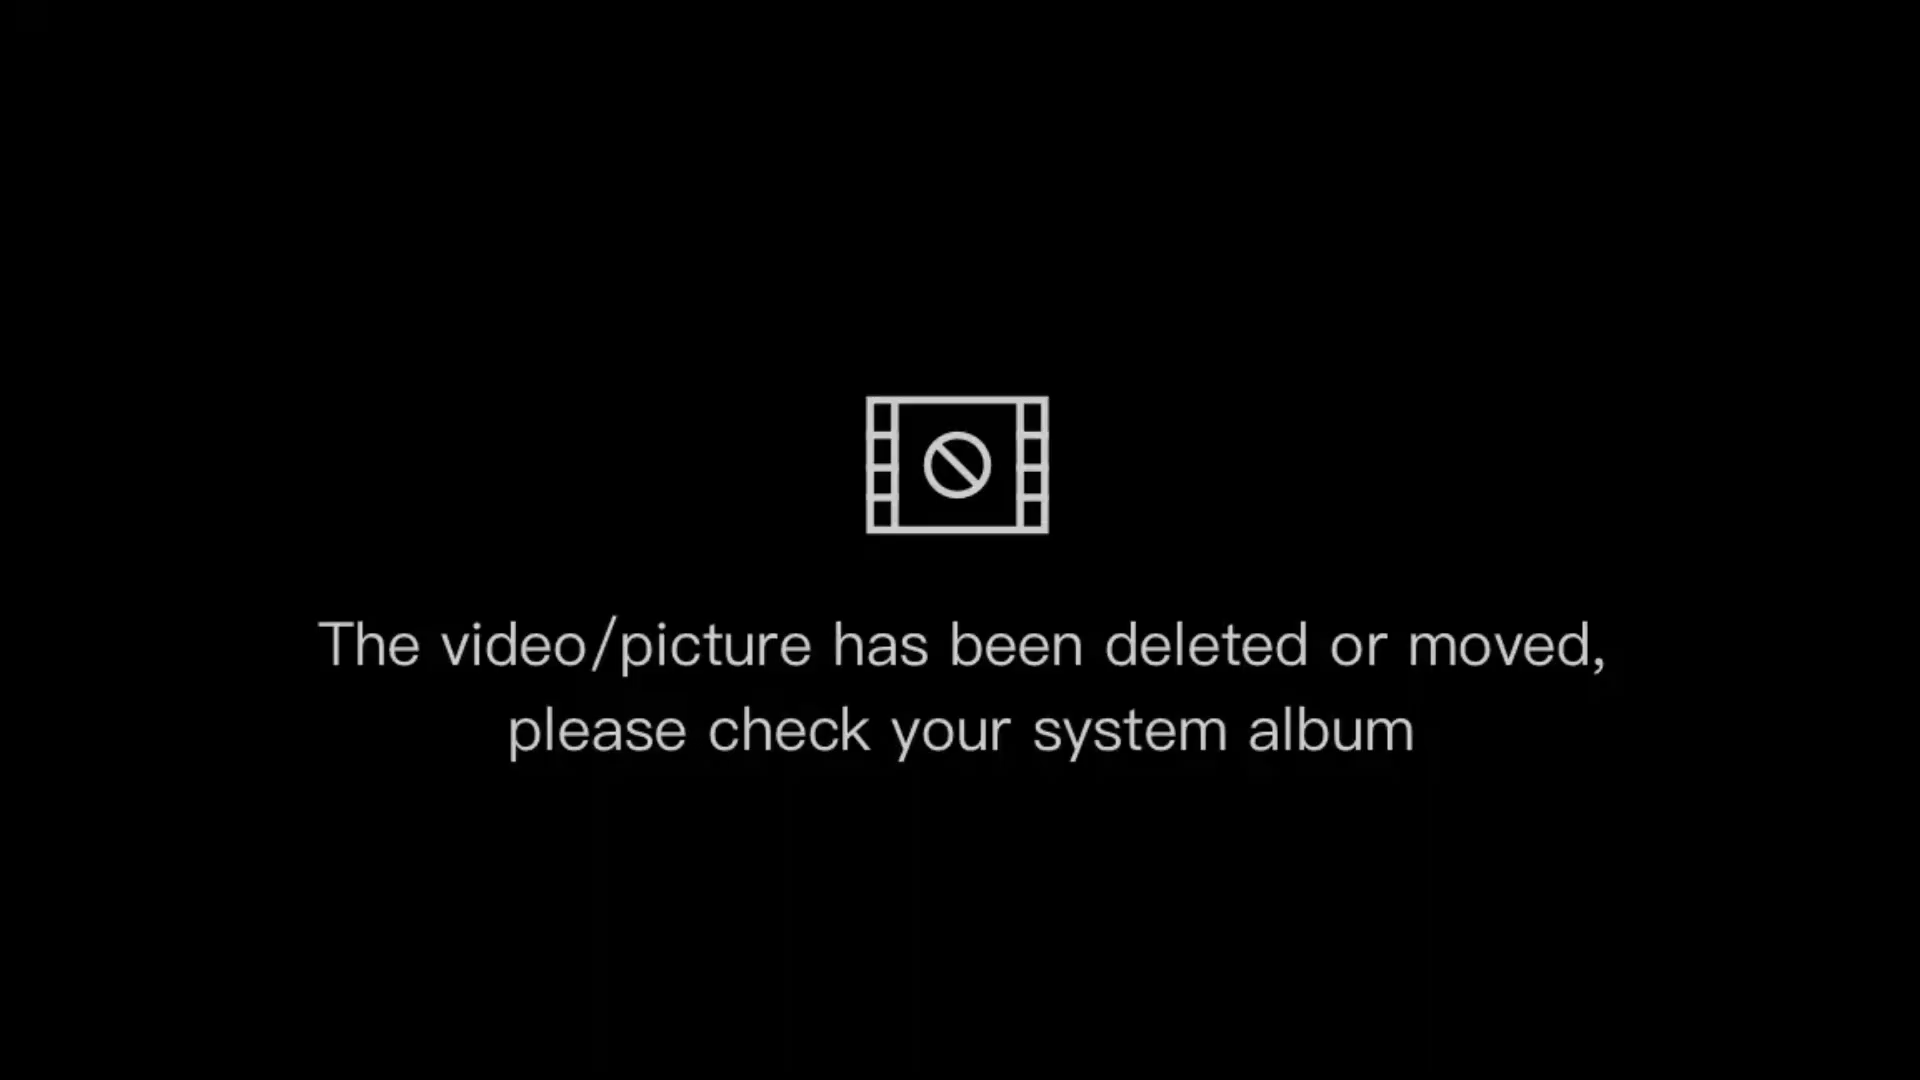 The video/picture has been deleted or moved,
please check your system album